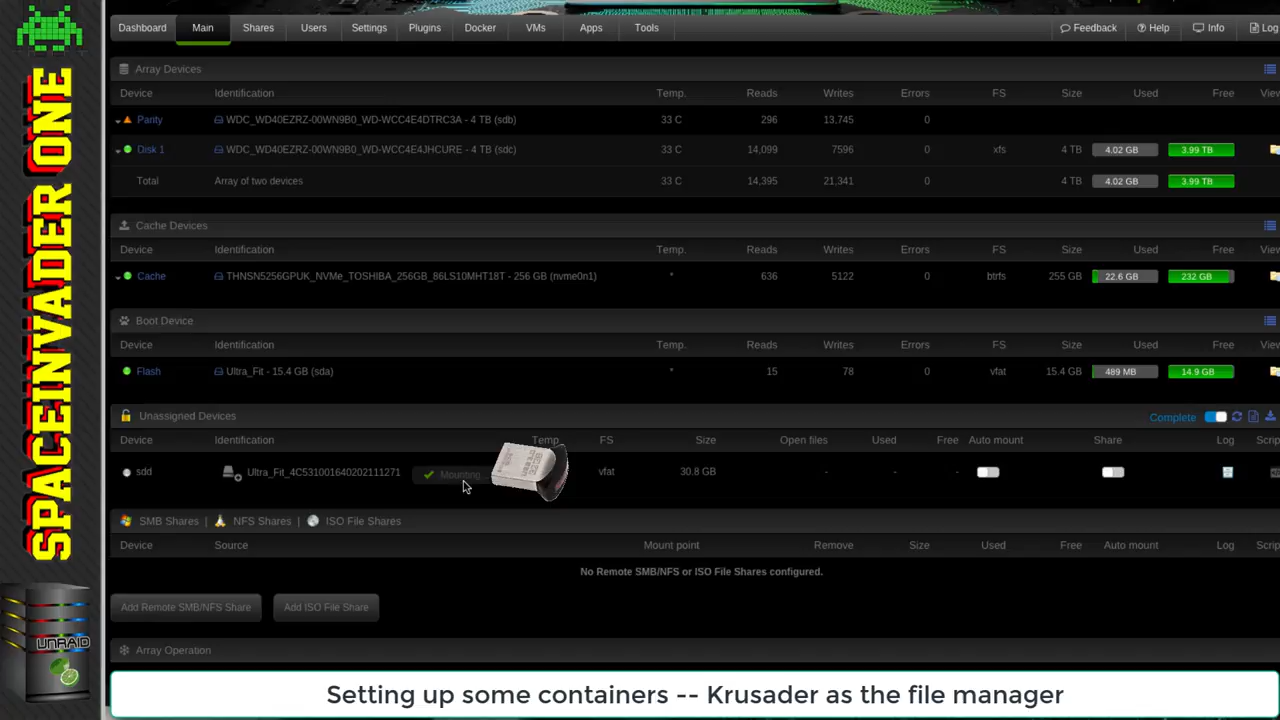 Dashboard Main Shares Users Settings Plugins Docker VMs Apps Tools Feedback Help Info Log
SPACEINVADER ONE
Array Devices
Device Identification Temp. Reads Writes Errors FS Size Used Free View
Parity WDC_WD40EZRZ-00WN9B0_WD-WCC4E4DTRC3A - 4 TB (sdb) 33 C 296 13,745 0
Disk 1 WDC_WD40EZRZ-00WN9B0_WD-WCC4E4JHCURE - 4 TB (sdc) 33 C 14,099 7596 0 xfs 4 TB 4.02 GB 3.99 TB
Total Array of two devices 33 C 14,395 21,341 0 4 TB 4.02 GB 3.99 TB
Cache Devices
Device Identification Temp. Reads Writes Errors FS Size Used Free View
Cache THNSN5256GPUK_NVMe_TOSHIBA_256GB_86LS10MHT18T - 256 GB (nvme0n1) * 636 5122 0 btrfs 255 GB 22.6 GB 232 GB
Boot Device
Device Identification Temp. Reads Writes Errors FS Size Used Free View
Flash Ultra_Fit - 15.4 GB (sda) * 15 78 0 vfat 15.4 GB 489 MB 14.9 GB
Unassigned Devices Complete
Device Identification Temp FS Size Open files Used Free Auto mount Share Log Scrip
sdd Ultra_Fit_4C531001640202111271 Mounting vfat 30.8 GB - - -
SMB Shares | NFS Shares | ISO File Shares
Device Source Mount point Remove Size Used Free Auto mount Log Scrip
No Remote SMB/NFS or ISO File Shares configured.
Add Remote SMB/NFS Share Add ISO File Share
UNRAID
Array Operation
Setting up some containers -- Krusader as the file manager